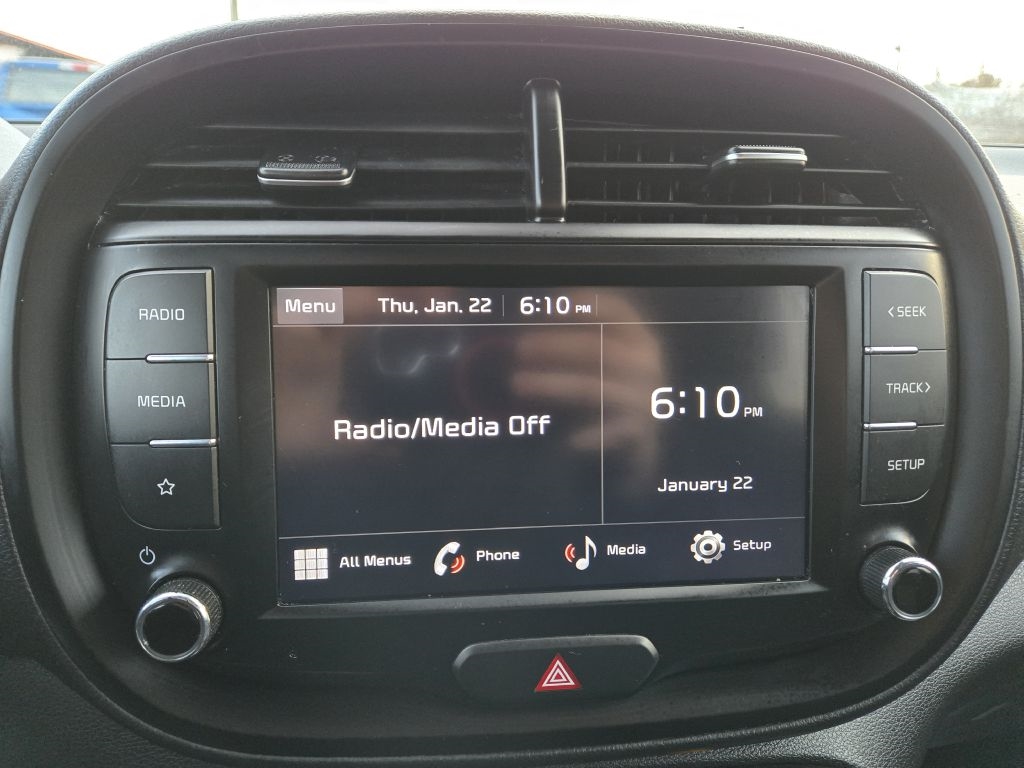 RADIO
MEDIA
Menu Thu, Jan. 22 6:10 PM
Radio/Media Off
6:10 PM
January 22
All Menus Phone Media Setup
< SEEK
TRACK >
SETUP